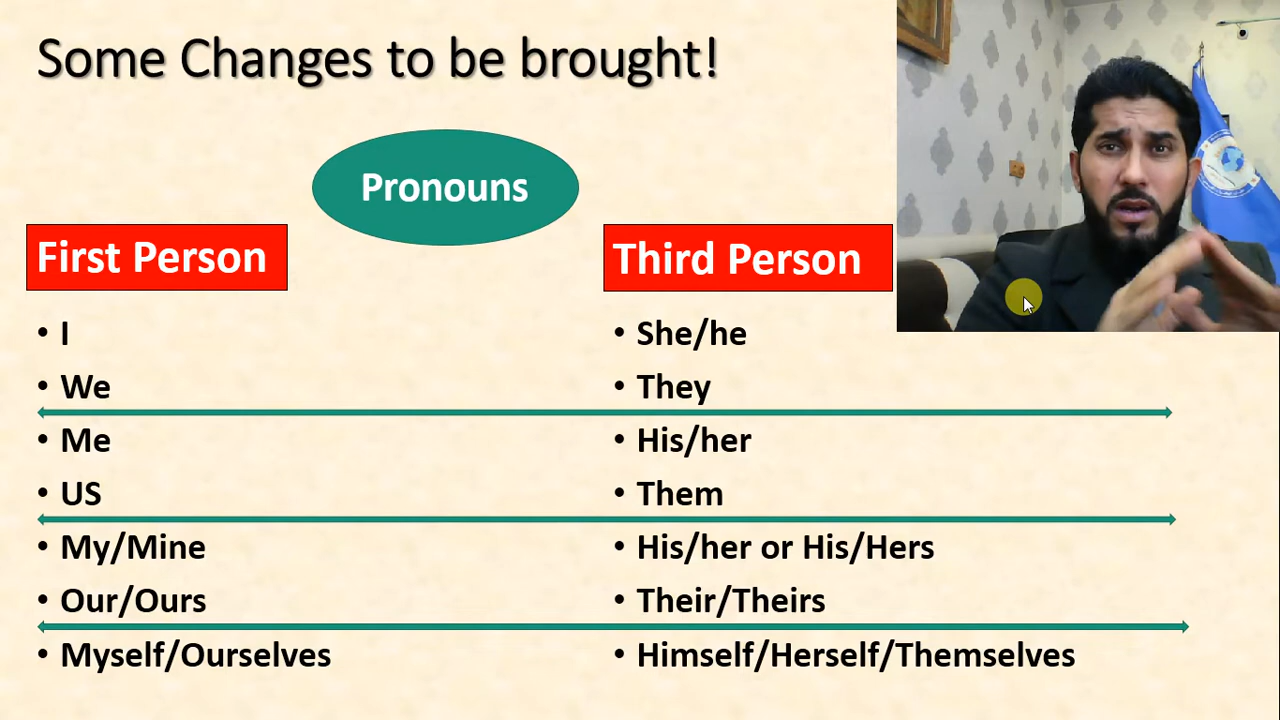 Some Changes to be brought!
Pronouns
First Person
Third Person
• I
• She/he
• We
• They
• Me
• His/her
• US
• Them
• My/Mine
• His/her or His/Hers
• Our/Ours
• Their/Theirs
• Myself/Ourselves
• Himself/Herself/Themselves